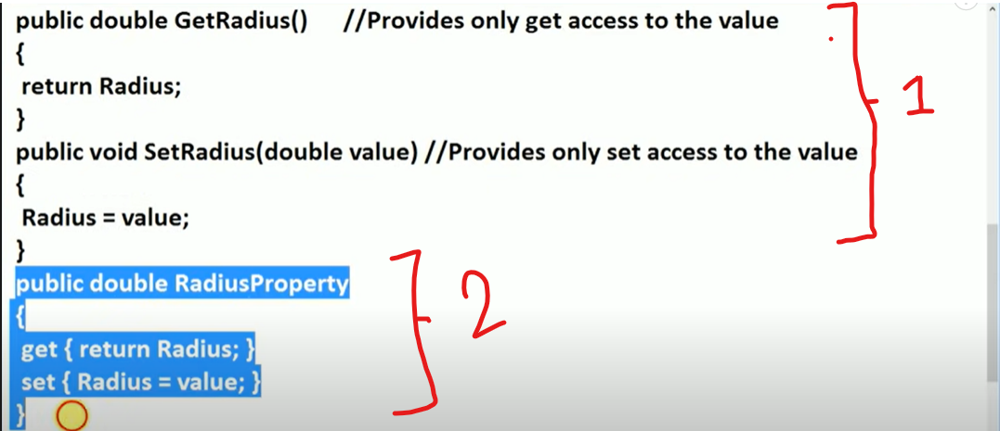 public double GetRadius() //Provides only get access to the value
{
return Radius;
}
public void SetRadius(double value) //Provides only set access to the value
{
Radius = value;
}
public double RadiusProperty
{
get { return Radius; }
set { Radius = value; }
}
1
2